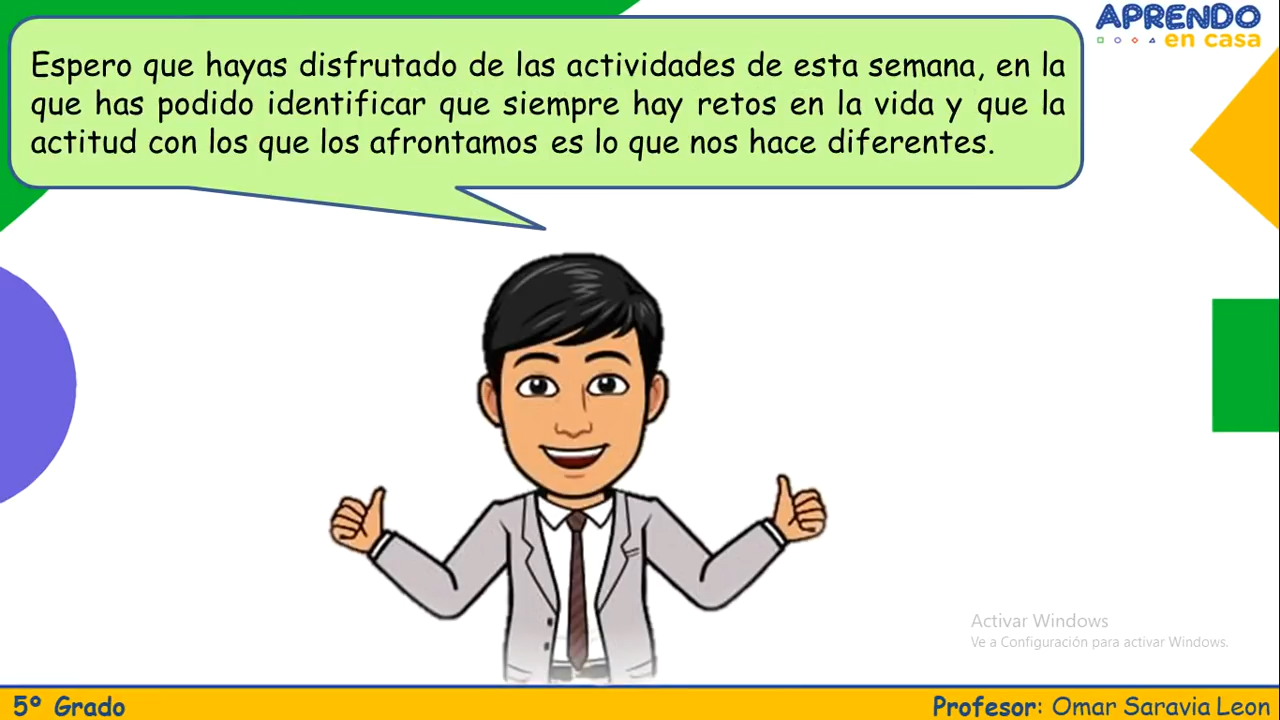 APRENDO
en casa
Espero que hayas disfrutado de las actividades de esta semana, en la
que has podido identificar que siempre hay retos en la vida y que la
actitud con los que los afrontamos es lo que nos hace diferentes.
Activar Windows
Ve a Configuración para activar Windows.
5º Grado
Profesor: Omar Saravia Leon